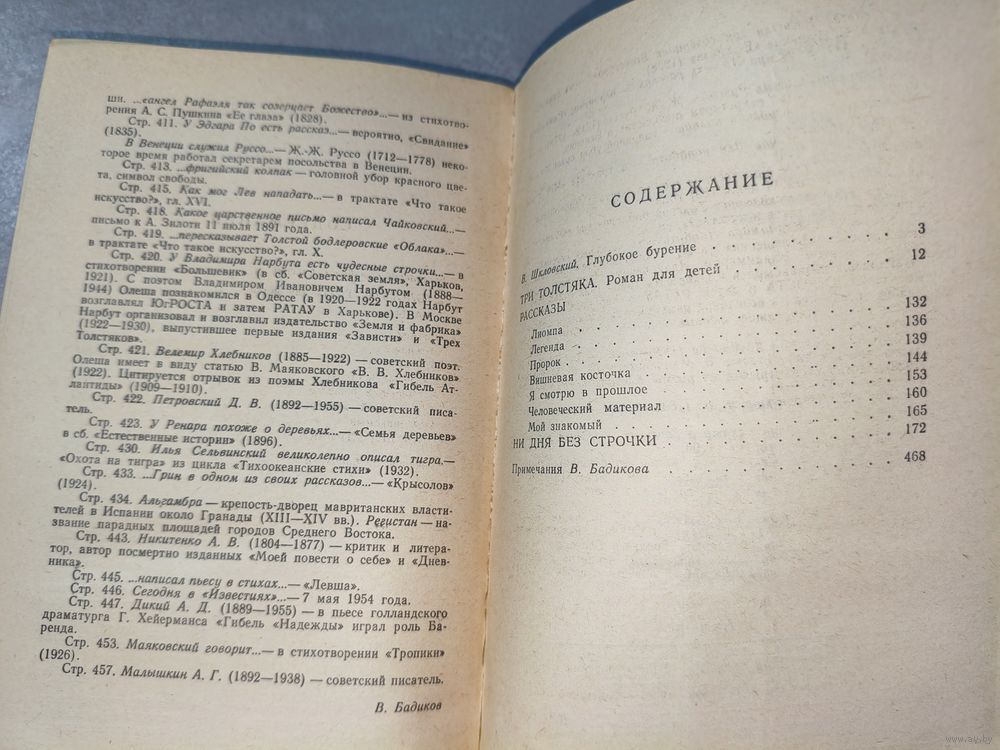 ши. ...«ангел Рафаэля так созерцает Божество»...— из стихотво-
рения А. С. Пушкина «Ее глаза» (1828).
Стр. 411. У Эдгара По есть рассказ...— вероятно, «Свидание»
(1835).
В Венеции служил Руссо...— Ж.-Ж. Руссо (1712—1778) неко-
торое время работал секретарем посольства в Венеции.
Стр. 413. ...фригийский колпак — головной убор красного цве-
та, символ свободы.
Стр. 415. Как мог Лев нападать...— в трактате «Что такое
искусство?», гл. XVI.
Стр. 418. Какое царственное письмо написал Чайковский...—
письмо к А. Зилоти 11 июля 1891 года.
Стр. 419. ...пересказывает Толстой бодлеровские «Облака»...—
в трактате «Что такое искусство?», гл. X.
Стр. 420. У Владимира Нарбута есть чудесные строчки...— в
стихотворении «Большевик» (в сб. «Советская земля», Харьков,
1921). С поэтом Владимиром Ивановичем Нарбутом (1888—
1944) Олеша познакомился в Одессе (в 1920—1922 годах Нарбут
возглавлял ЮгРОСТА и затем РАТАУ в Харькове). В Москве
Нарбут организовал и возглавил издательство «Земля и фабрика»
(1922—1930), выпустившее первые издания «Зависти» и «Трех
Толстяков».
Стр. 421. Велемир Хлебников (1885—1922) — советский поэт.
Олеша имеет в виду статью В. Маяковского «В. В. Хлебников»
(1922). Цитируется отрывок из поэмы Хлебникова «Гибель Ат-
лантиды» (1909—1910).
Стр. 422. Петровский Д. В. (1892—1955) — советский писа-
тель.
Стр. 423. У Ренара похоже о деревьях...— «Семья деревьев»
в сб. «Естественные истории» (1896).
Стр. 430. Илья Сельвинский великолепно описал тигра.—
«Охота на тигра» из цикла «Тихоокеанские стихи» (1932).
Стр. 433. ...Грин в одном из своих рассказов...— «Крысолов»
(1924).
Стр. 434. Альгамбра — крепость-дворец мавританских власти-
телей в Испании около Гранады (XIII—XIV вв.). Регистан — на-
звание парадных площадей городов Среднего Востока.
Стр. 443. Никитенко А. В. (1804—1877) — критик и литера-
тор, автор посмертно изданных «Моей повести о себе» и «Днев-
ника».
Стр. 445. ...написал пьесу в стихах...— «Левша».
Стр. 446. Сегодня в «Известиях»...— 7 мая 1954 года.
Стр. 447. Дикий А. Д. (1889—1955) — в пьесе голландского
драматурга Г. Хейерманса «Гибель «Надежды» играл роль Ба-
ренда.
Стр. 453. Маяковский говорит...— в стихотворении «Тропики»
(1926).
Стр. 457. Малышкин А. Г. (1892—1938) — советский писатель.
В. Бадиков
СОДЕРЖАНИЕ
В. Шкловский. Глубокое бурение . . . 3
ТРИ ТОЛСТЯКА. Роман для детей . . . 12
РАССКАЗЫ
Лиомпа . . . 132
Легенда . . . 136
Пророк . . . 139
Вишневая косточка . . . 144
Я смотрю в прошлое . . . 153
Человеческий материал . . . 160
Мой знакомый . . . 165
НИ ДНЯ БЕЗ СТРОЧКИ . . . 172
Примечания В. Бадикова . . . 468
www.ay.by